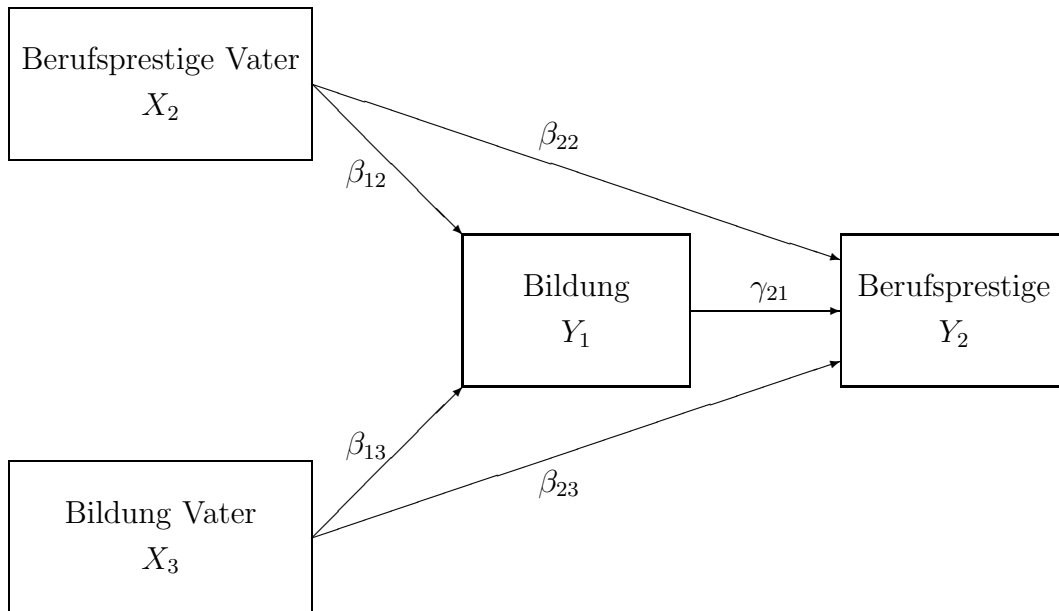 Berufsprestige Vater
X₂
β₂₂
β₁₂
Bildung
Y₁
γ₂₁
Berufsprestige
Y₂
β₁₃
β₂₃
Bildung Vater
X₃